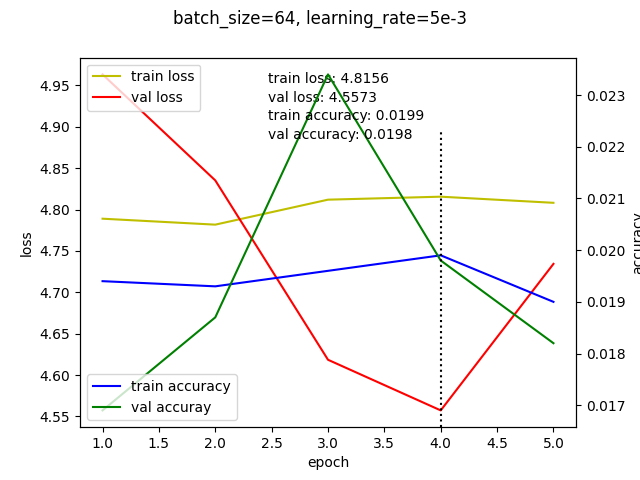 batch_size=64, learning_rate=5e-3
train loss
val loss
train loss: 4.8156
val loss: 4.5573
train accuracy: 0.0199
val accuracy: 0.0198
4.95
4.90
4.85
4.80
4.75
4.70
4.65
4.60
4.55
loss
0.023
0.022
0.021
0.020
0.019
0.018
0.017
accuracy
train accuracy
val accuray
1.0
1.5
2.0
2.5
3.0
3.5
4.0
4.5
5.0
epoch